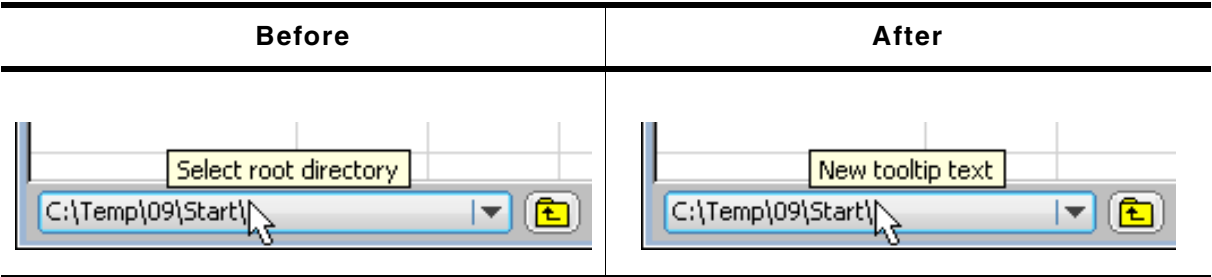 Before
After
Select root directory
C:\Temp\09\Start\
New tooltip text
C:\Temp\09\Start\